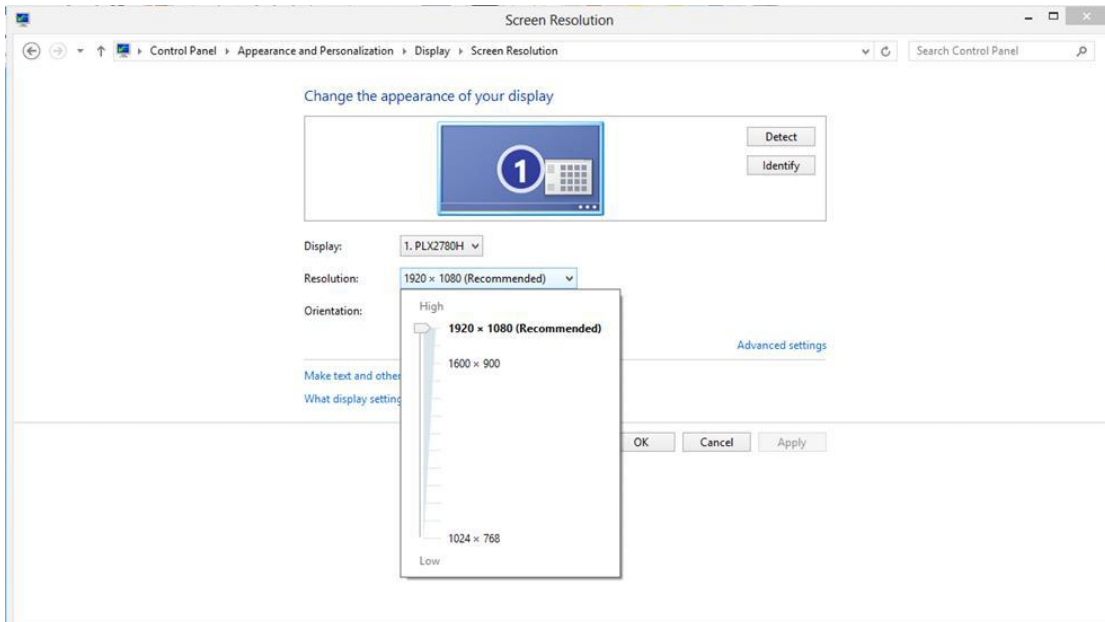 Screen Resolution
Control Panel Appearance and Personalization Display Screen Resolution
Search Control Panel
Change the appearance of your display
1
Detect
Identify
Display: 1. PLX2780H
Resolution: 1920 × 1080 (Recommended)
Orientation:
High
1920 × 1080 (Recommended)
1600 × 900
1024 × 768
Low
Advanced settings
Make text and other
What display setting
OK Cancel Apply